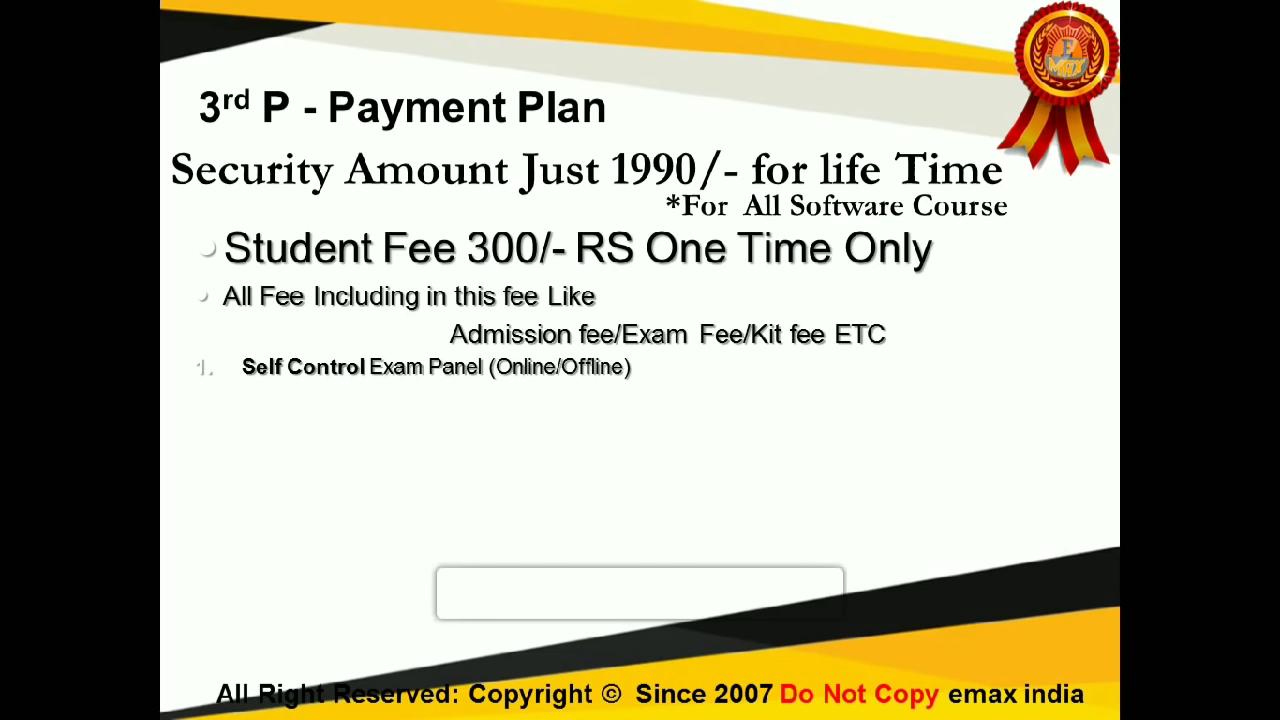 E
MAX
3rd P - Payment Plan
Security Amount Just 1990/- for life Time
*For All Software Course
Student Fee 300/- RS One Time Only
All Fee Including in this fee Like
Admission fee/Exam Fee/Kit fee ETC
1. Self Control Exam Panel (Online/Offline)
All Right Reserved: Copyright © Since 2007 Do Not Copy emax india